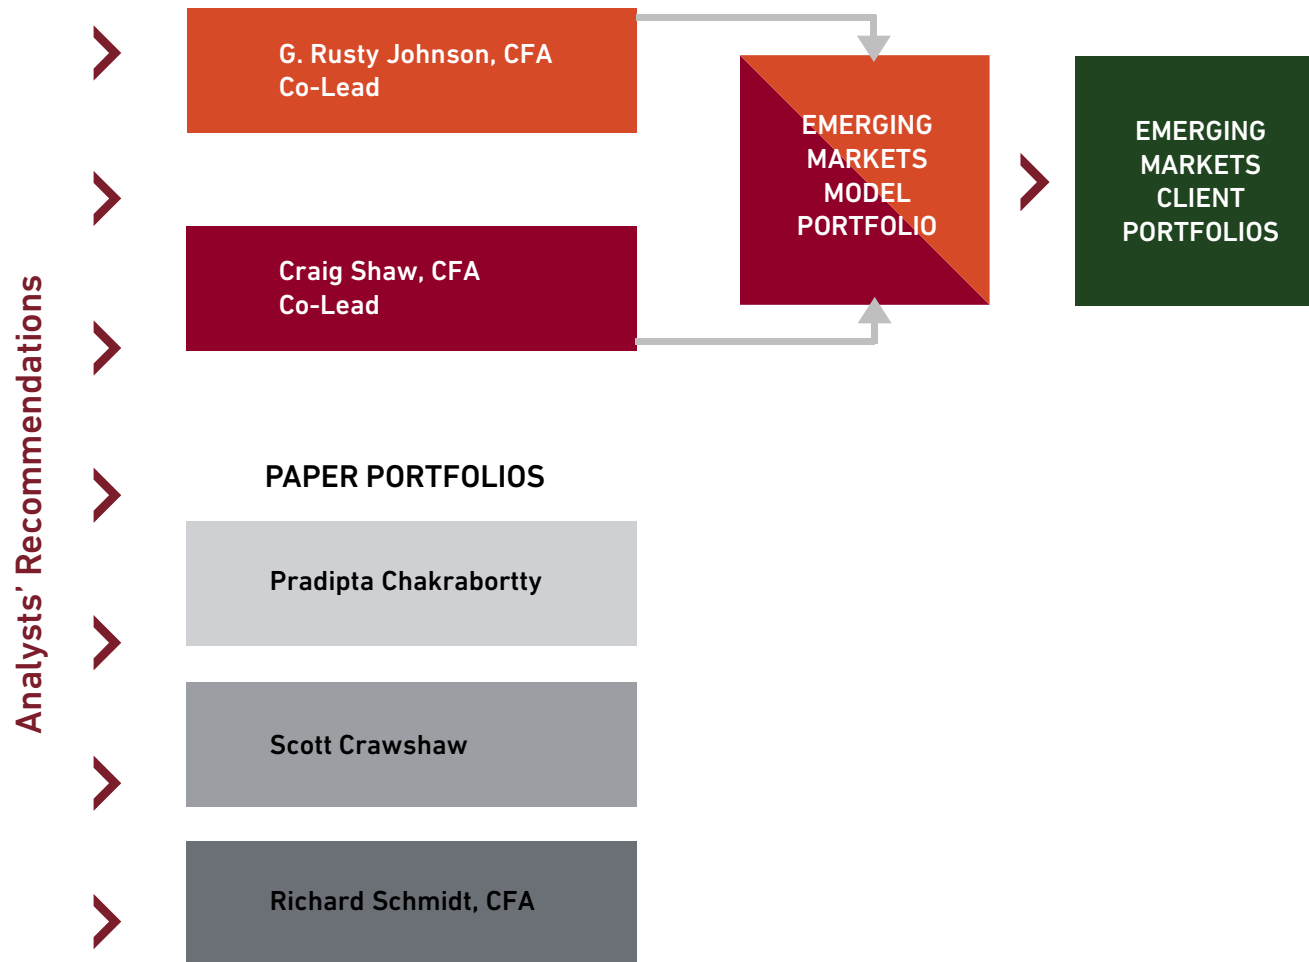 Analysts’ Recommendations
G. Rusty Johnson, CFA
Co-Lead
Craig Shaw, CFA
Co-Lead
EMERGING
MARKETS
MODEL
PORTFOLIO
EMERGING
MARKETS
CLIENT
PORTFOLIOS
PAPER PORTFOLIOS
Pradipta Chakrabortty
Scott Crawshaw
Richard Schmidt, CFA